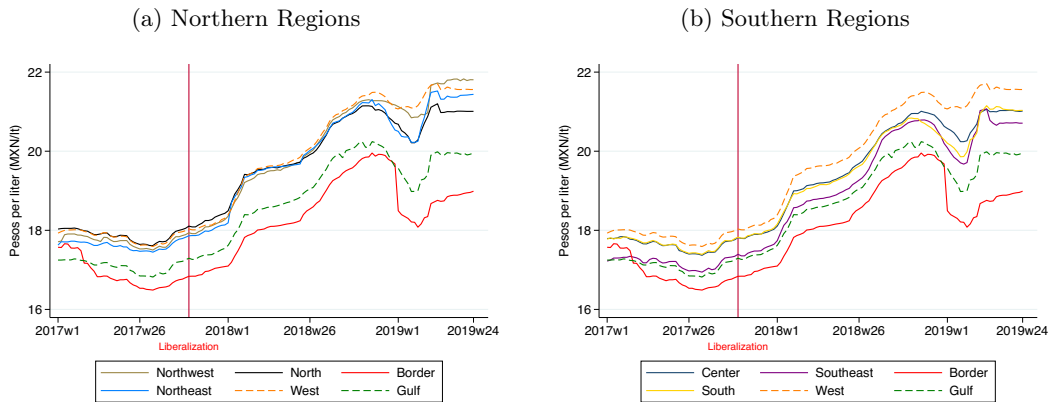 (a) Northern Regions
Pesos per liter (MXN/lt)
22
20
18
16
2017w1 2017w26 2018w1 2018w26 2019w1 2019w24
Liberalization
Northwest North Border
Northeast West Gulf
(b) Southern Regions
Pesos per liter (MXN/lt)
22
20
18
16
2017w1 2017w26 2018w1 2018w26 2019w1 2019w24
Liberalization
Center Southeast Border
South West Gulf